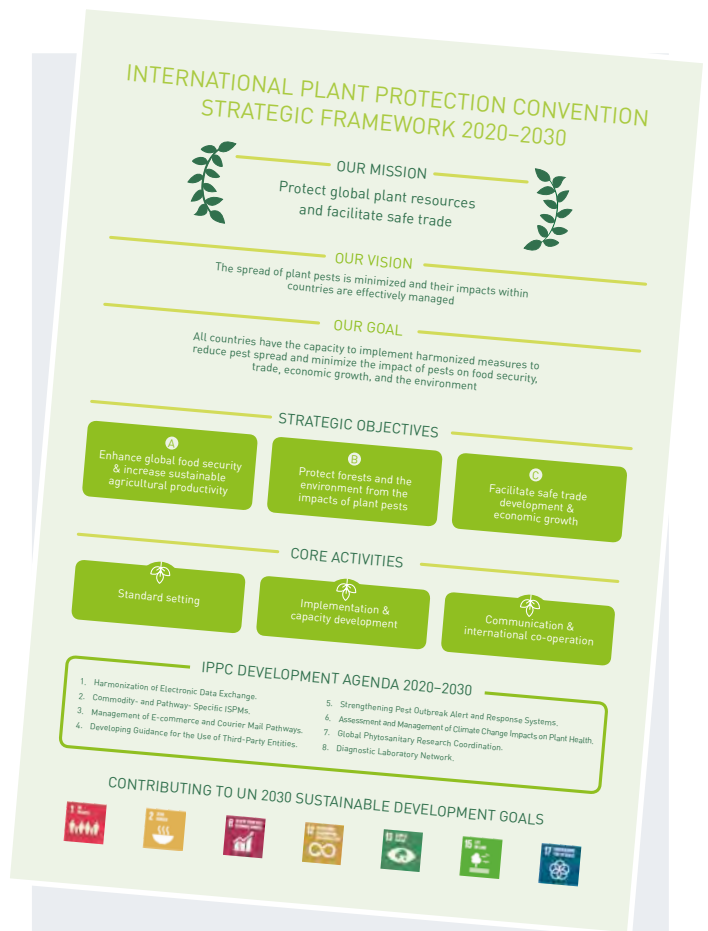 INTERNATIONAL PLANT PROTECTION CONVENTION
STRATEGIC FRAMEWORK 2020–2030
OUR MISSION
Protect global plant resources
and facilitate safe trade
OUR VISION
The spread of plant pests is minimized and their impacts within
countries are effectively managed
OUR GOAL
All countries have the capacity to implement harmonized measures to
reduce pest spread and minimize the impact of pests on food security,
trade, economic growth, and the environment
STRATEGIC OBJECTIVES
A
Enhance global food security
& increase sustainable
agricultural productivity
B
Protect forests and the
environment from the
impacts of plant pests
C
Facilitate safe trade
development &
economic growth
CORE ACTIVITIES
Standard setting
Implementation &
capacity development
Communication &
international co-operation
IPPC DEVELOPMENT AGENDA 2020–2030
1. Harmonization of Electronic Data Exchange.
2. Commodity- and Pathway- Specific ISPMs.
3. Management of E-commerce and Courier Mail Pathways.
4. Developing Guidance for the Use of Third-Party Entities.
5. Strengthening Pest Outbreak Alert and Response Systems.
6. Assessment and Management of Climate Change Impacts on Plant Health.
7. Global Phytosanitary Research Coordination.
8. Diagnostic Laboratory Network.
CONTRIBUTING TO UN 2030 SUSTAINABLE DEVELOPMENT GOALS
1
2
8
12
13
15
17